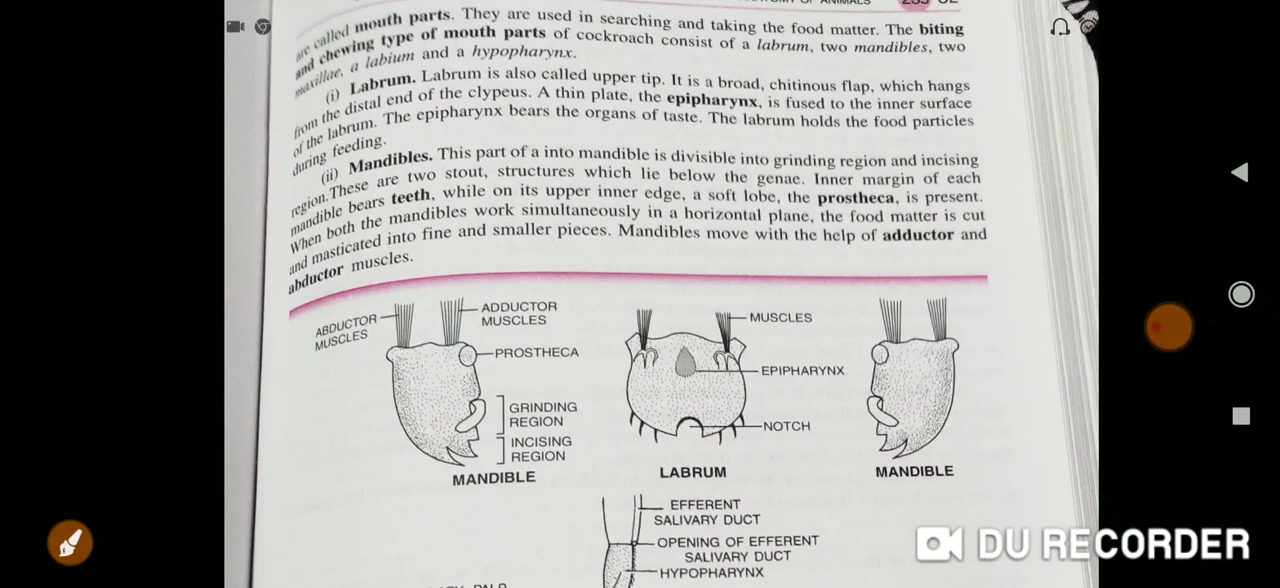 are called mouth parts. They are used in searching and taking the food matter. The biting
and chewing type of mouth parts of cockroach consist of a labrum, two mandibles, two
maxillae, a labium and a hypopharynx.
(i) Labrum. Labrum is also called upper tip. It is a broad, chitinous flap, which hangs
from the distal end of the clypeus. A thin plate, the epipharynx, is fused to the inner surface
of the labrum. The epipharynx bears the organs of taste. The labrum holds the food particles
during feeding.
(ii) Mandibles. This part of a into mandible is divisible into grinding region and incising
region. These are two stout, structures which lie below the genae. Inner margin of each
mandible bears teeth, while on its upper inner edge, a soft lobe, the prostheca, is present.
When both the mandibles work simultaneously in a horizontal plane, the food matter is cut
and masticated into fine and smaller pieces. Mandibles move with the help of adductor and
abductor muscles.
ABDUCTOR
MUSCLES
ADDUCTOR
MUSCLES
PROSTHECA
GRINDING
REGION
INCISING
REGION
MANDIBLE
MUSCLES
EPIPHARYNX
NOTCH
LABRUM
MANDIBLE
EFFERENT
SALIVARY DUCT
OPENING OF EFFERENT
SALIVARY DUCT
HYPOPHARYNX
DU RECORDER